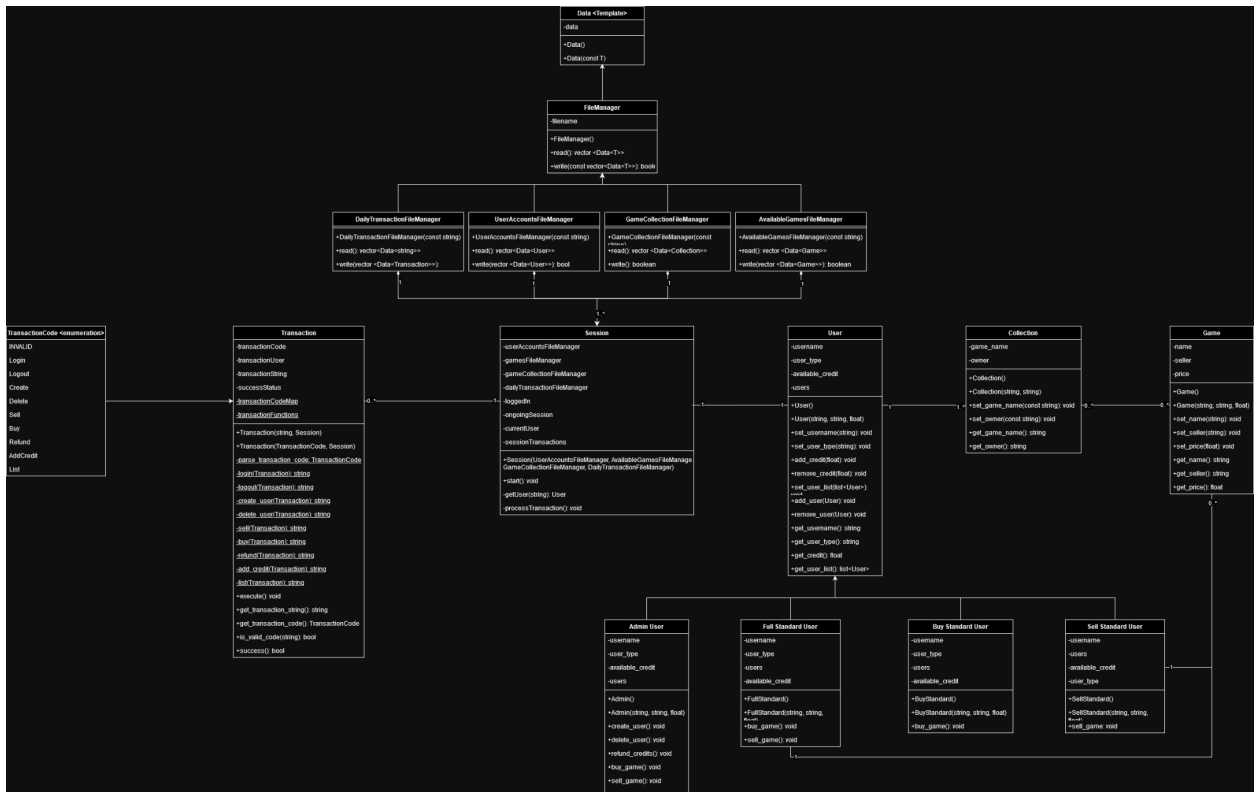 Data <Template>
-data
+Data()
+Data(const T)
FileManager
-filename
+FileManager()
+read(): vector <Data<T>>
+write(const vector<Data<T>>): boole
DailyTransactionFileManager
+DailyTransactionFileManager(const string)
+read(): vector<Data<string>>
+write(vector <Data<Transaction>>):
1
UserAccountsFileManager
+UserAccountsFileManager(const string)
+read(): vector<Data<User>>
+write(vector<Data<User>>): bool
1
GameCollectionFileManager
+GameCollectionFileManager(const
+read(): vector <Data<Collection>>
+write(): boolean
1
AvailableGamesFileManager
+AvailableGamesFileManager(const string)
+read(): vector <Data<Game>>
+write(vector <Data<Game>>): boolean
1
1..*
TransactionCode <enumeration>
INVALID
Login
Logout
Create
Delete
Sell
Buy
Refund
AddCredit
List
Transaction
-transactionCode
-transactionUser
-transactionString
-successStatus
-transactionCodeMap
-transactionFunctions
+Transaction(string, Session)
+Transaction(TransactionCode, Session)
-parse_transaction_code: TransactionCode
-login(Transaction): string
-logout(Transaction): string
-create_user(Transaction): string
-delete_user(Transaction): string
-sell(Transaction): string
-buy(Transaction): string
-refund(Transaction): string
-add_credit(Transaction): string
-list(Transaction): string
+execute(): void
+get_transaction_string(): string
+get_transaction_code(): TransactionCode
+is_valid_code(string): bool
+success(): bool
0..*
1
Session
-userAccountsFileManager
-gamesFileManager
-gameCollectionFileManager
-dailyTransactionFileManager
-loggedIn
-ongoingSession
-currentUser
-sessionTransactions
+Session(UserAccountsFileManager, AvailableGamesFileManage
GameCollectionFileManager, DailyTransactionFileManager)
+start(): void
-getUser(string): User
-processTransaction(): void
1
1
User
-username
-user_type
-available_credit
-users
+User()
+User(string, string, float)
+set_username(string): void
+set_user_type(string): void
+add_credit(float): void
+remove_credit(float): void
+set_user_list(list<User>):
+add_user(User): void
+remove_user(User): void
+get_username(): string
+get_user_type(): string
+get_credit(): float
+get_user_list(): list<User>
1
1..*
Collection
-game_name
-owner
+Collection()
+Collection(string, string)
+set_game_name(const string): void
+set_owner(const string): void
+get_game_name(): string
+get_owner(): string
0..*
0..*
Game
-name
-seller
-price
+Game()
+Game(string, string, float)
+set_name(string): void
+set_seller(string): void
+set_price(float): void
+get_name(): string
+get_seller(): string
+get_price(): float
0..*
Admin User
-username
-user_type
-available_credit
-users
+Admin()
+Admin(string, string, float)
+create_user(): void
+delete_user(): void
+refund_credits(): void
+buy_game(): void
+sell_game(): void
Full Standard User
-username
-user_type
-users
-available_credit
+FullStandard()
+FullStandard(string, string,
+buy_game(): void
+sell_game(): void
1
Buy Standard User
-username
-user_type
-users
-available_credit
+BuyStandard()
+BuyStandard(string, string, float)
+buy_game(): void
Sell Standard User
-username
-users
-available_credit
-user_type
+SellStandard()
+SellStandard(string, string,
+sell_game: void
1